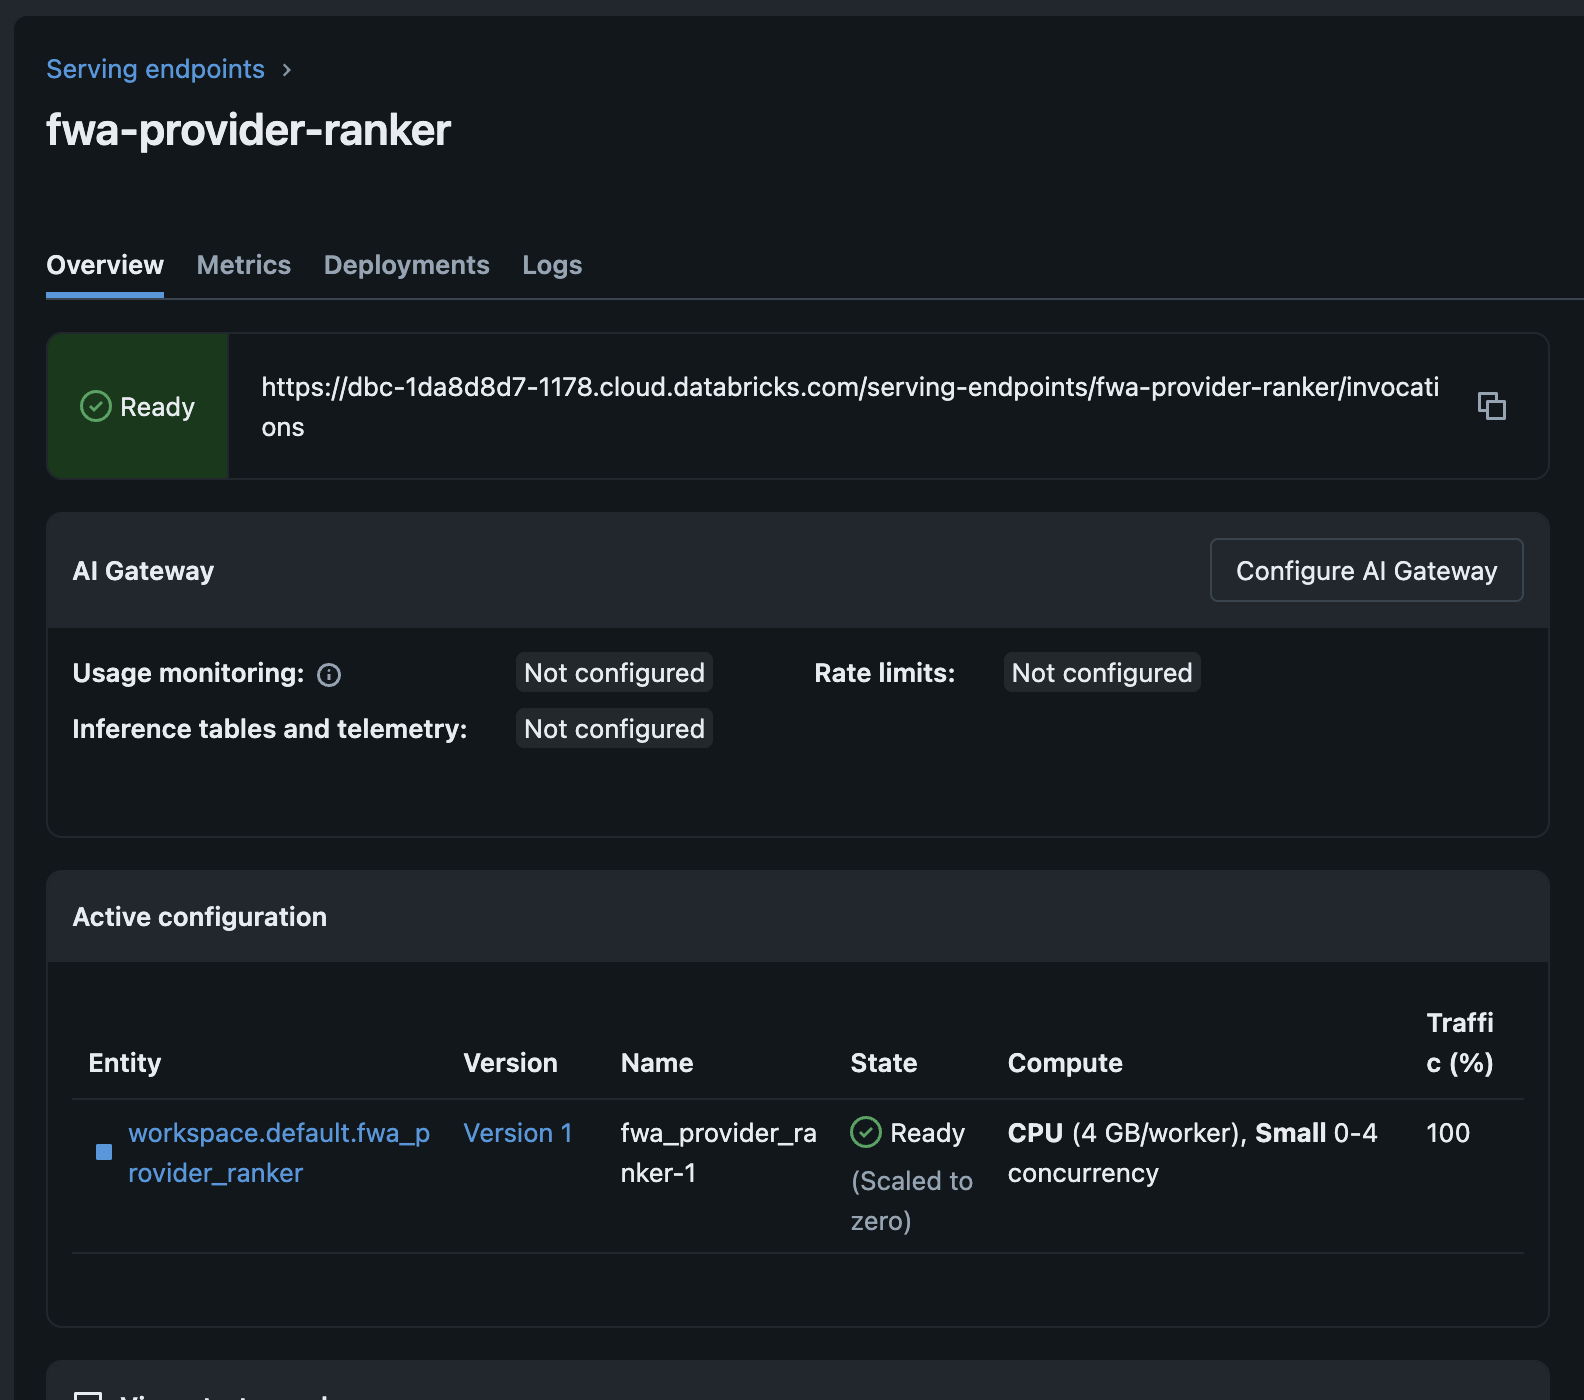 Serving endpoints
fwa-provider-ranker
Overview Metrics Deployments Logs
Ready
https://dbc-1da8d8d7-1178.cloud.databricks.com/serving-endpoints/fwa-provider-ranker/invocati
ons
AI Gateway
Configure AI Gateway
Usage monitoring: Not configured Rate limits: Not configured
Inference tables and telemetry: Not configured
Active configuration
Traffi
Entity Version Name State Compute c (%)
workspace.default.fwa_p Version 1 fwa_provider_ra Ready CPU (4 GB/worker), Small 0-4 100
rovider_ranker nker-1 (Scaled to concurrency
zero)